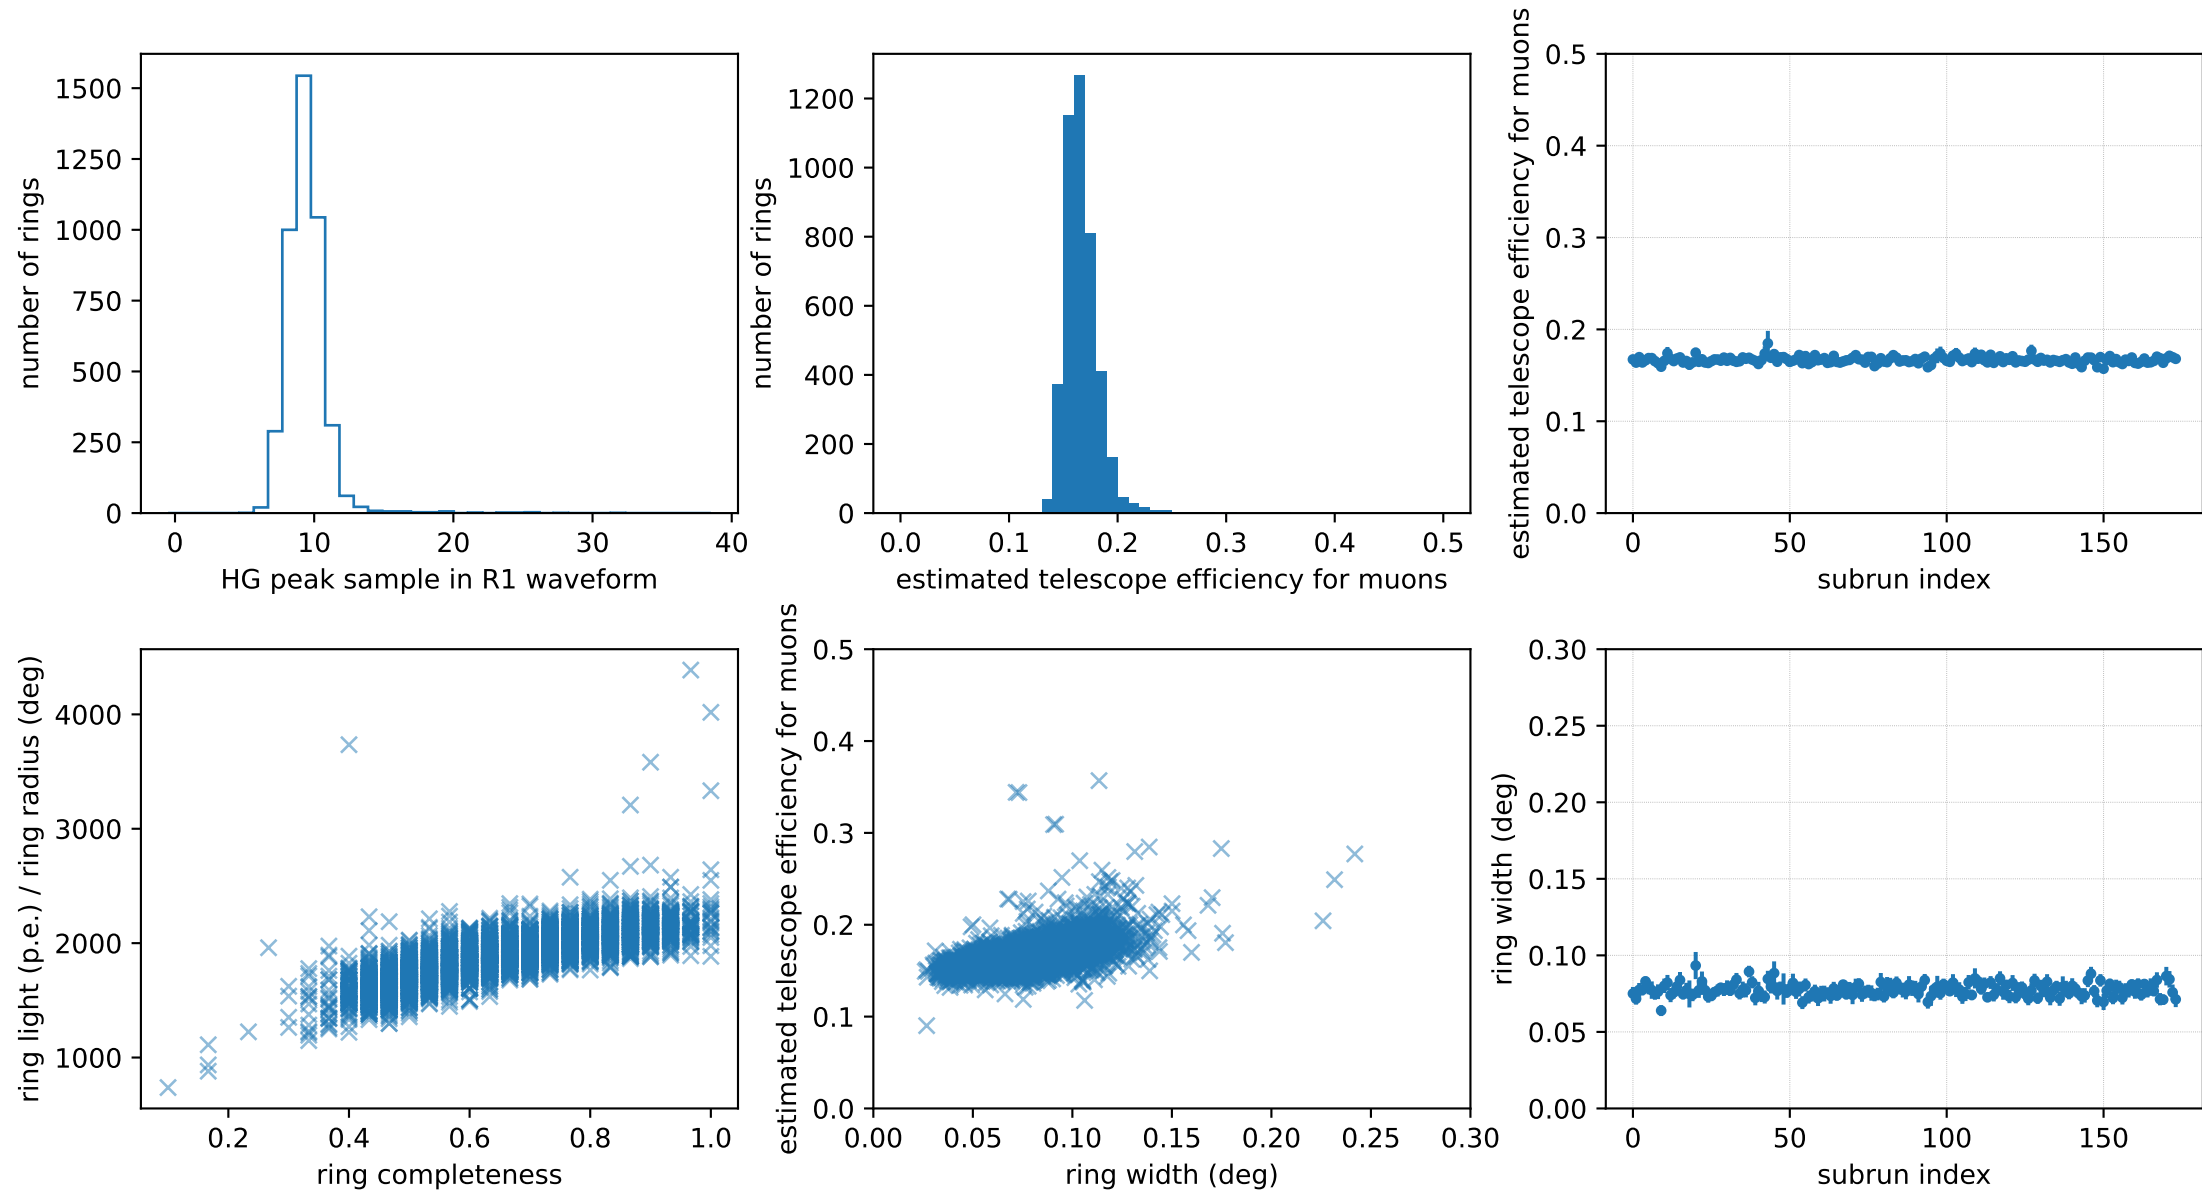 number of rings
1500
1250
1000
750
500
250
0
0 10 20 30 40
HG peak sample in R1 waveform
number of rings
1200
1000
800
600
400
200
0
0.0 0.1 0.2 0.3 0.4 0.5
estimated telescope efficiency for muons
estimated telescope efficiency for muons
0.5
0.4
0.3
0.2
0.1
0.0
0 50 100 150
subrun index
ring light (p.e.) / ring radius (deg)
4000
3000
2000
1000
0.2 0.4 0.6 0.8 1.0
ring completeness
estimated telescope efficiency for muons
0.5
0.4
0.3
0.2
0.1
0.0
0.00 0.05 0.10 0.15 0.20 0.25 0.30
ring width (deg)
ring width (deg)
0.30
0.25
0.20
0.15
0.10
0.05
0.00
0 50 100 150
subrun index